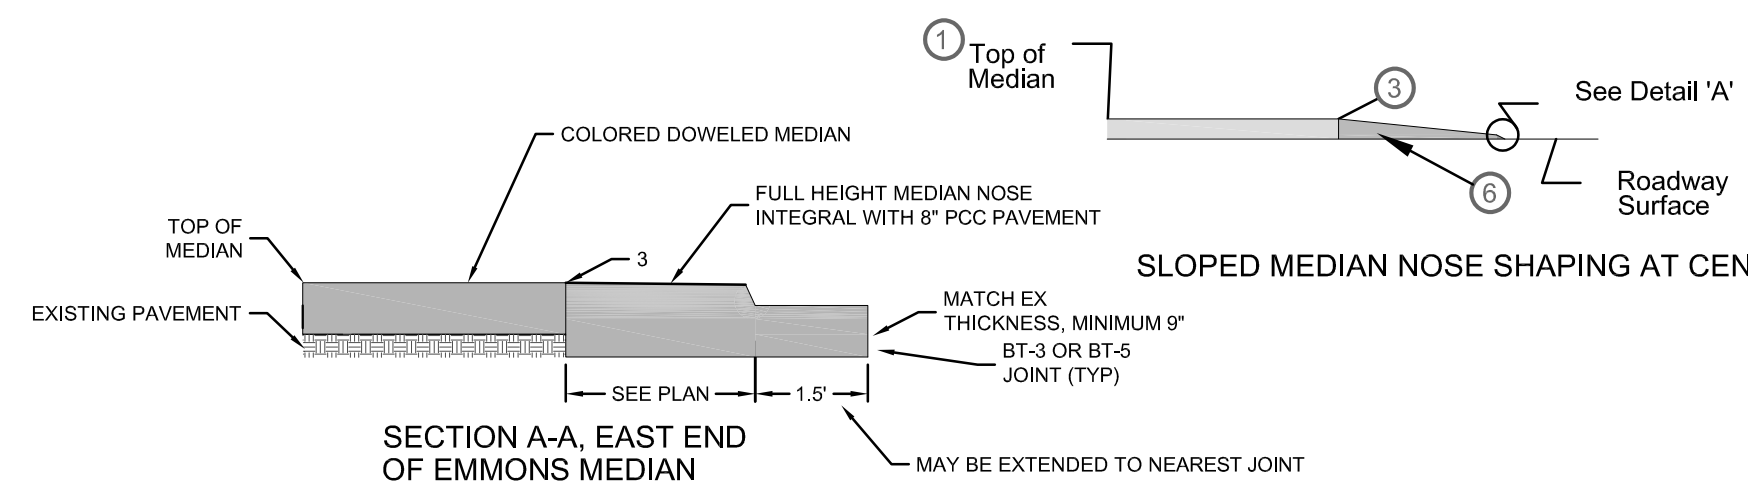 1
Top of
Median
3
See Detail 'A'
6
Roadway
Surface
SLOPED MEDIAN NOSE SHAPING AT CEN
COLORED DOWELED MEDIAN
FULL HEIGHT MEDIAN NOSE
INTEGRAL WITH 8" PCC PAVEMENT
TOP OF
MEDIAN
3
EXISTING PAVEMENT
MATCH EX
THICKNESS, MINIMUM 9"
BT-3 OR BT-5
JOINT (TYP)
SEE PLAN
1.5'
SECTION A-A, EAST END
OF EMMONS MEDIAN
MAY BE EXTENDED TO NEAREST JOINT